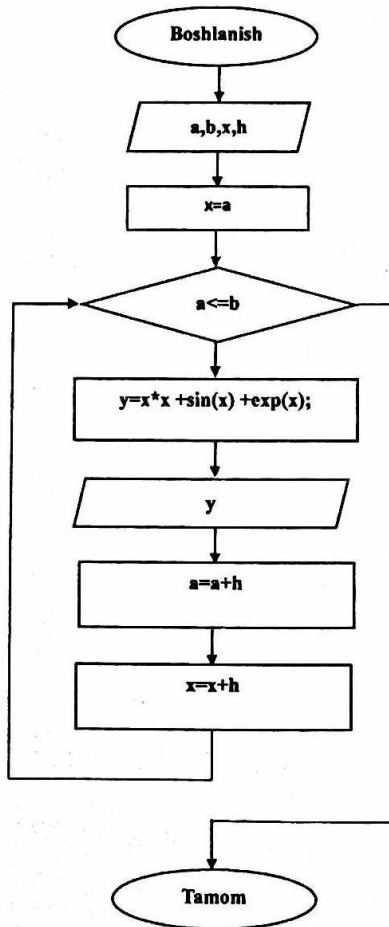 Boshlanish
a,b,x,h
x=a
a<=b
y=x*x +sin(x) +exp(x);
y
a=a+h
x=x+h
Tamom